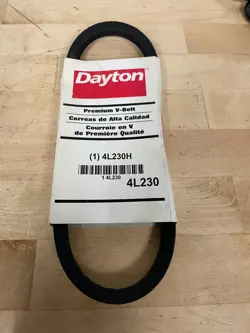 Dayton
Premium V-Belt
Correas de Alta Calidad
Courroie en V
de Première Qualité
(1) 4L230H
1 4L230
4L230